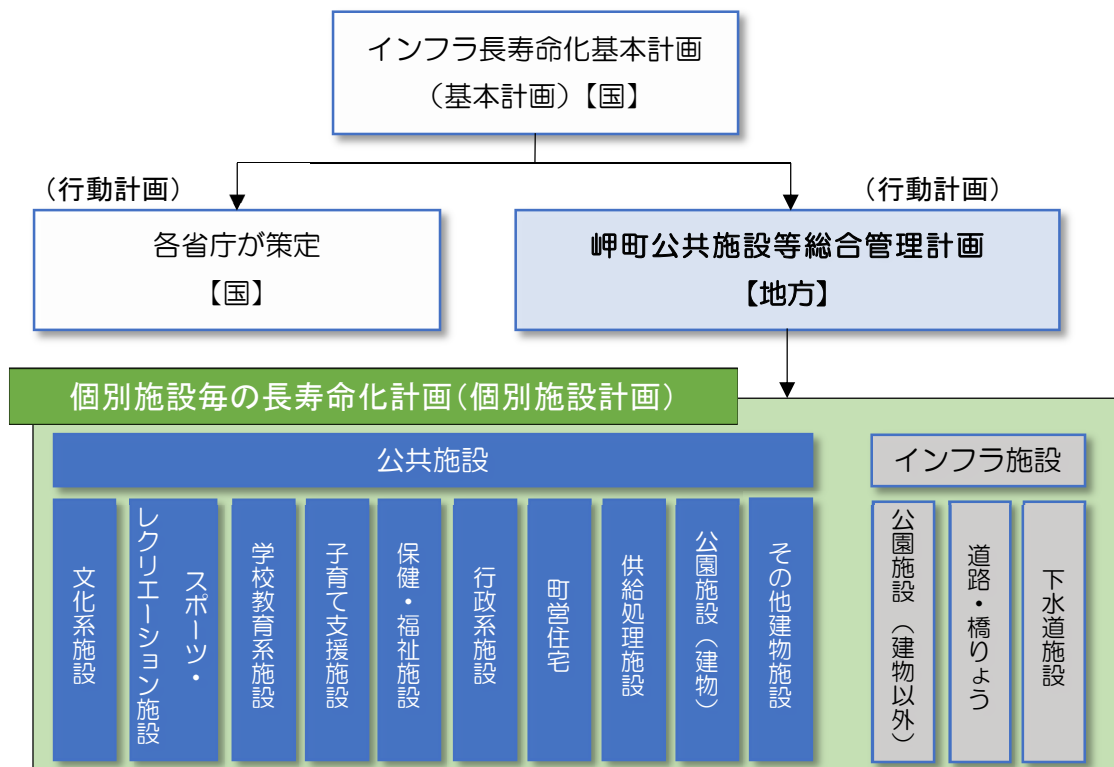 インフラ長寿命化基本計画
（基本計画）【国】
（行動計画）
（行動計画）
各省庁が策定
【国】
岬町公共施設等総合管理計画
【地方】
個別施設毎の長寿命化計画（個別施設計画）
公共施設
インフラ施設
文化系施設
スポーツ・
レクリエーション施設
学校教育系施設
子育て支援施設
保健・福祉施設
行政系施設
町営住宅
供給処理施設
公園施設（建物）
その他建物施設
公園施設（建物以外）
道路・橋りょう
下水道施設